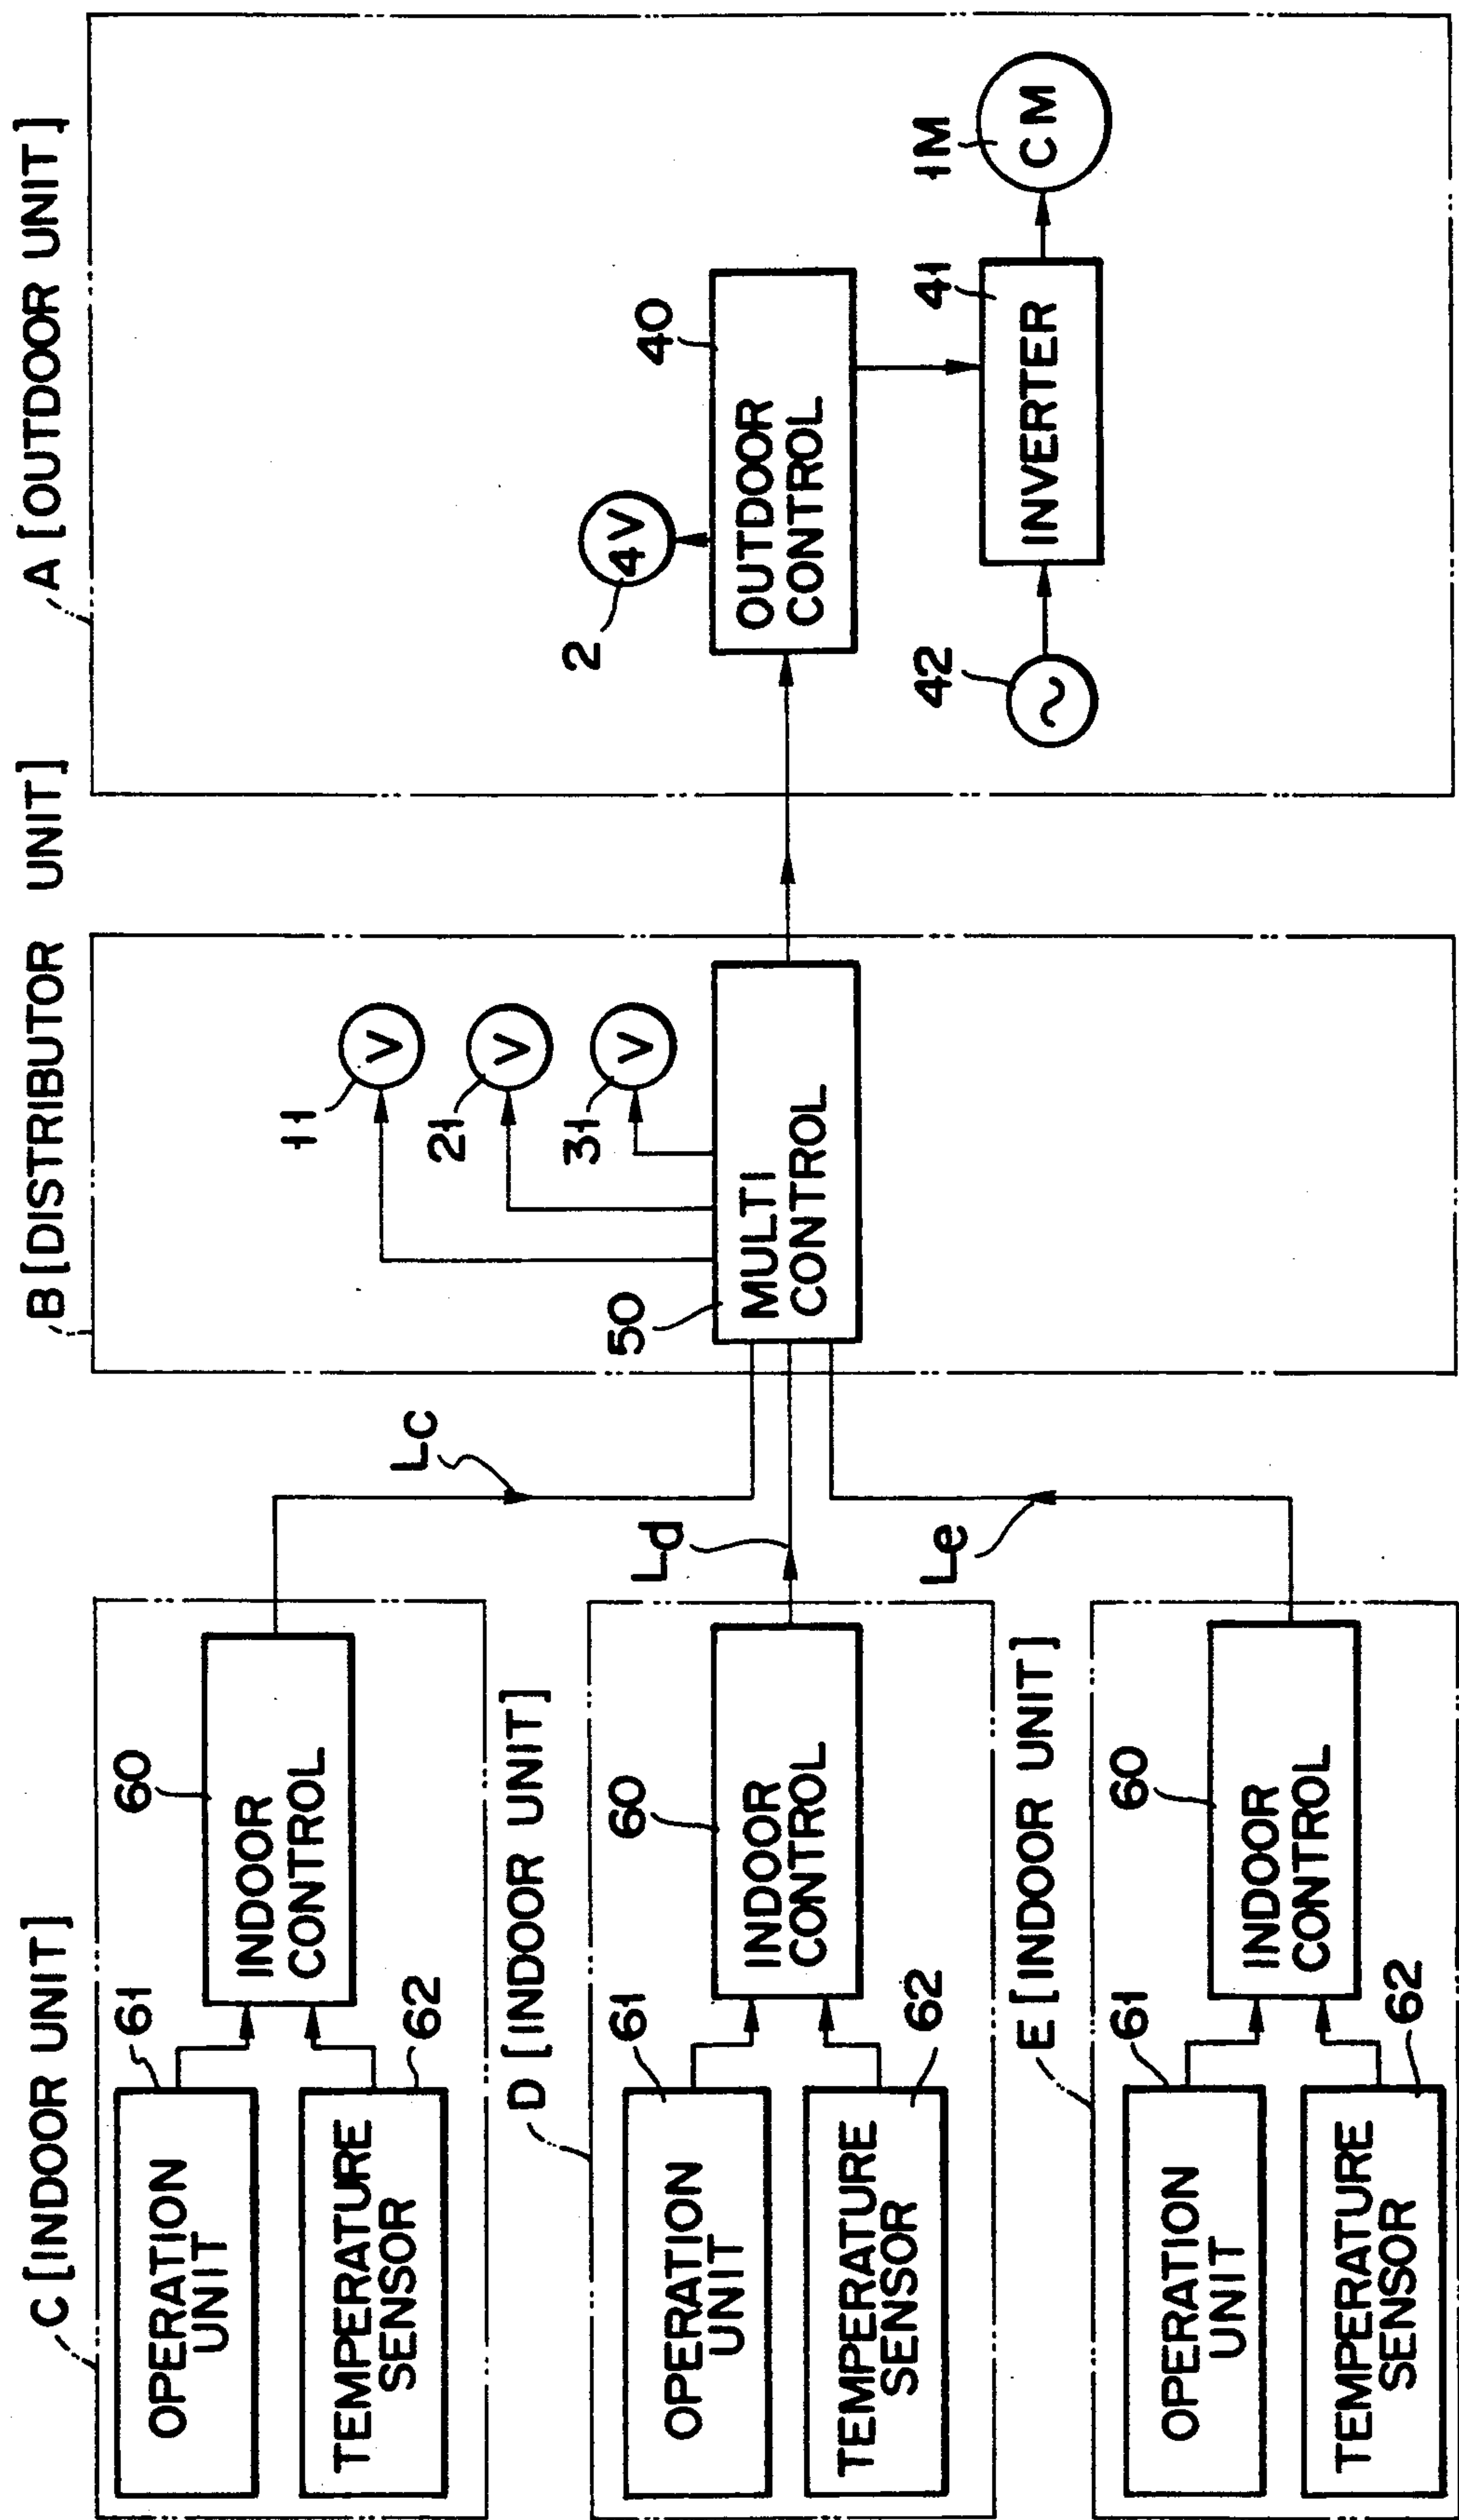 C [INDOOR UNIT]
OPERATION
UNIT
61
TEMPERATURE
SENSOR
62
INDOOR
CONTROL
60
Lc
D [INDOOR UNIT]
OPERATION
UNIT
61
TEMPERATURE
SENSOR
62
INDOOR
CONTROL
60
Ld
E [INDOOR UNIT]
OPERATION
UNIT
61
TEMPERATURE
SENSOR
62
INDOOR
CONTROL
60
Le
B [DISTRIBUTOR UNIT]
11
V
21
V
31
V
50
MULTI
CONTROL
A [OUTDOOR UNIT]
2
4V
40
OUTDOOR
CONTROL
42
~
41
INVERTER
1M
CM